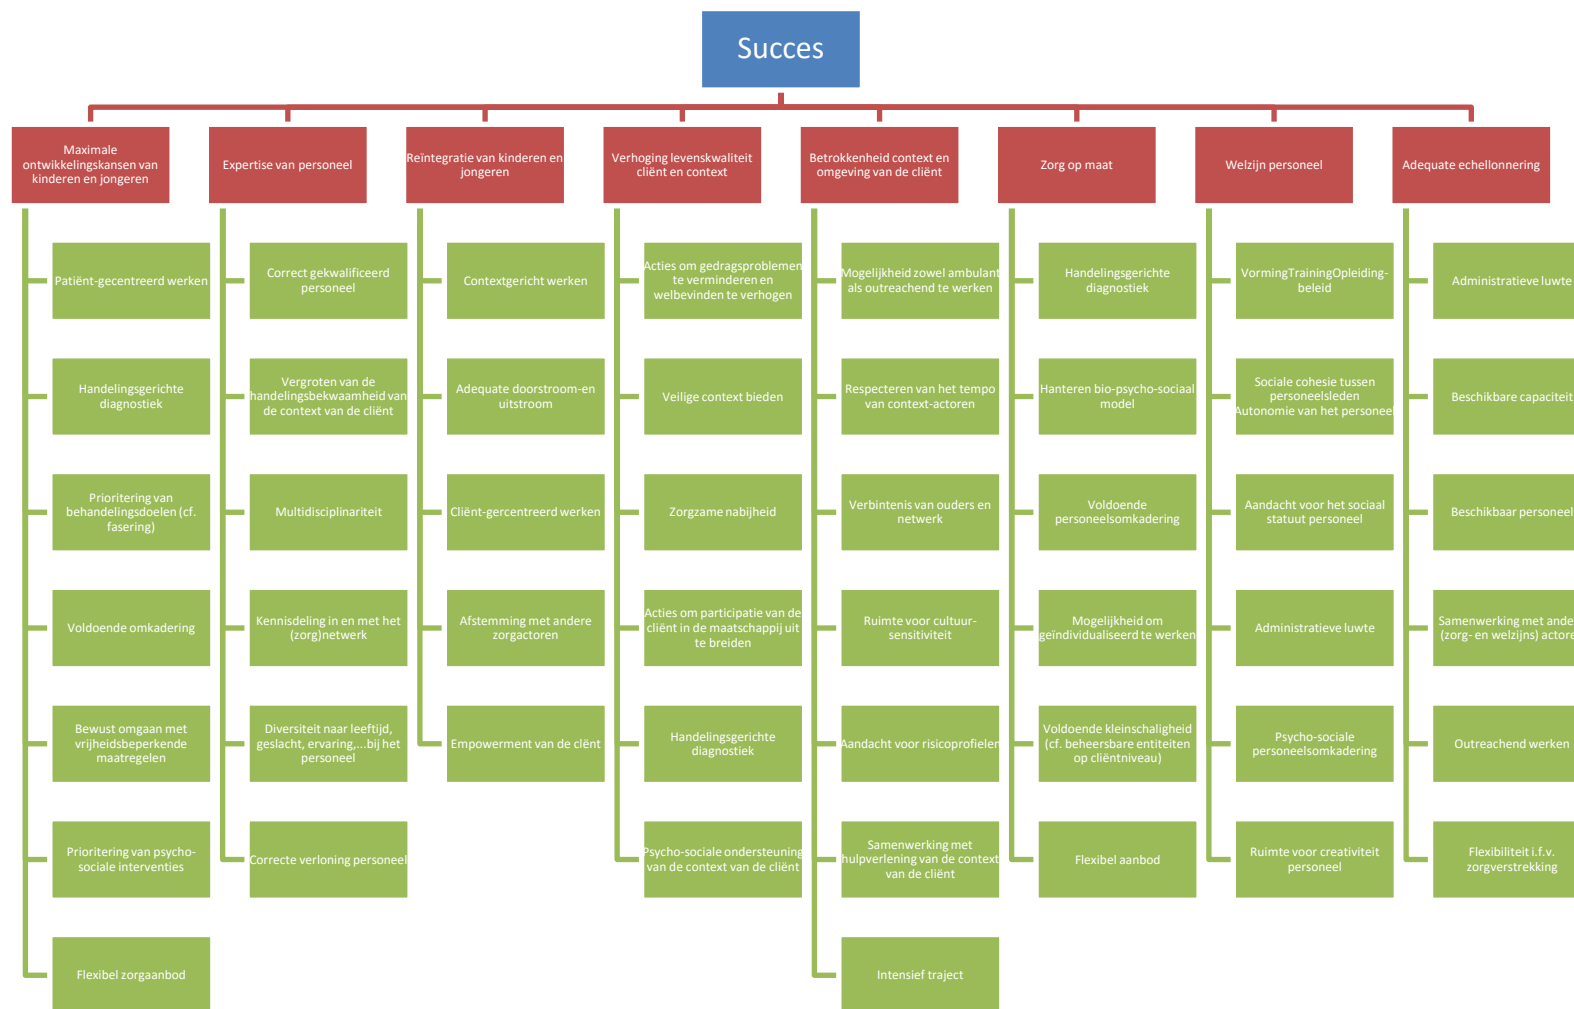 Succes
Maximale
ontwikkelingskansen van
kinderen en jongeren
Patiënt-gecentreerd werken
Handelingsgerichte
diagnostiek
Prioritering van
behandelingsdoelen (cf.
fasering)
Voldoende omkadering
Bewust omgaan met
vrijheidsbeperkende
maatregelen
Prioritering van psycho-
sociale interventies
Flexibel zorgaanbod
Expertise van personeel
Correct gekwalificeerd
personeel
Vergroten van de
handelingsbekwaamheid van
de context van de cliënt
Multidisciplinariteit
Kennisdeling in en met het
(zorg)netwerk
Diversiteit naar leeftijd,
geslacht, ervaring,...bij het
personeel
Correcte verloning personeel
Reïntegratie van kinderen en
jongeren
Contextgericht werken
Adequate doorstroom-en
uitstroom
Cliënt-gercentreerd werken
Afstemming met andere
zorgactoren
Empowerment van de clënt
Verhoging levenskwaliteit
cliënt en context
Acties om gedragsproblemen
te verminderen en
welbevinden te verhogen
Veilige context bieden
Zorgzame nabijheid
Acties om participatie van de
cliënt in de maatschappij uit
te breiden
Handelingsgerichte
diagnostiek
Psycho-sociale ondersteuning
van de context van de cliënt
Betrokkenheid context en
omgeving van de cliënt
Mogelijkheid zowel ambulant
als outreachend te werken
Respecteren van het tempo
van context-actoren
Verbintenis van ouders en
netwerk
Ruimte voor cultuur-
sensitiviteit
Aandacht voor risicoprofielen
Samenwerking met
hulpverlening van de context
van de cliënt
Intensief traject
Zorg op maat
Handelingsgerichte
diagnostiek
Hanteren bio-psycho-sociaal
model
Voldoende
personeelsomkadering
Mogelijkheid om
geïndividualiseerd te werken
Voldoende kleinschaligheid
(cf. beheersbare entiteiten
op cliëntniveau)
Flexibel aanbod
Welzijn personeel
VormingTrainingOpleiding-
beleid
Sociale cohesie tussen
personeelsleden
Autonomie van het personeel
Aandacht voor het sociaal
statuut personeel
Administratieve luwte
Psycho-sociale
personeelsomkadering
Ruimte voor creativiteit
personeel
Adequate echellonnering
Administratieve luwte
Beschikbare capaciteit
Beschikbaar personeel
Samenwerking met ande
(zorg- en welzijns) actore
Outreachend werken
Flexibiliteit i.f.v.
zorgverstrekking